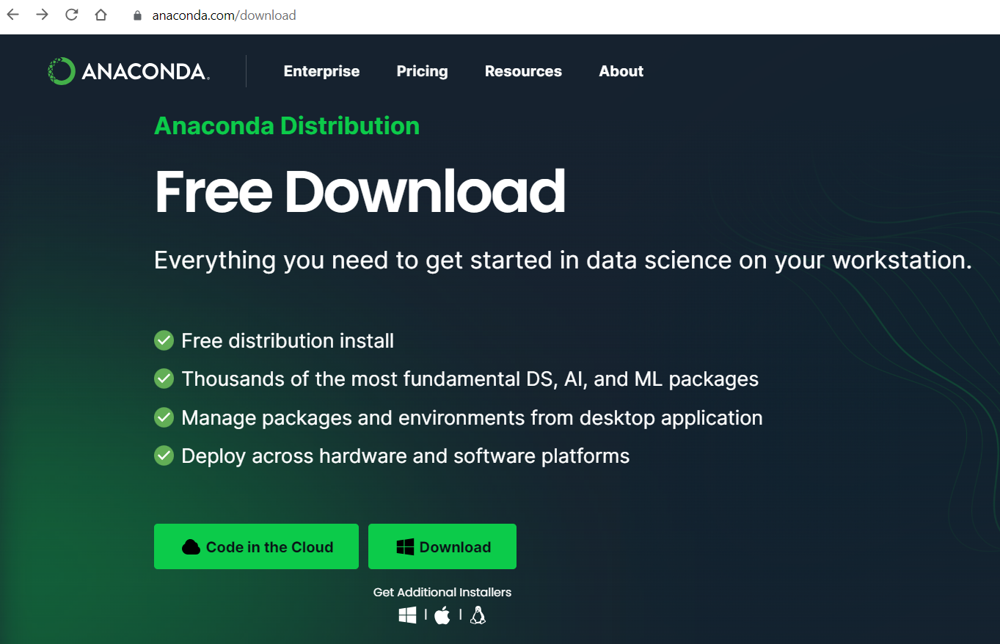 anaconda.com/download
ANACONDA.
Enterprise Pricing Resources About
Anaconda Distribution
Free Download
Everything you need to get started in data science on your workstation.
Free distribution install
Thousands of the most fundamental DS, AI, and ML packages
Manage packages and environments from desktop application
Deploy across hardware and software platforms
Code in the Cloud Download
Get Additional Installers
| |